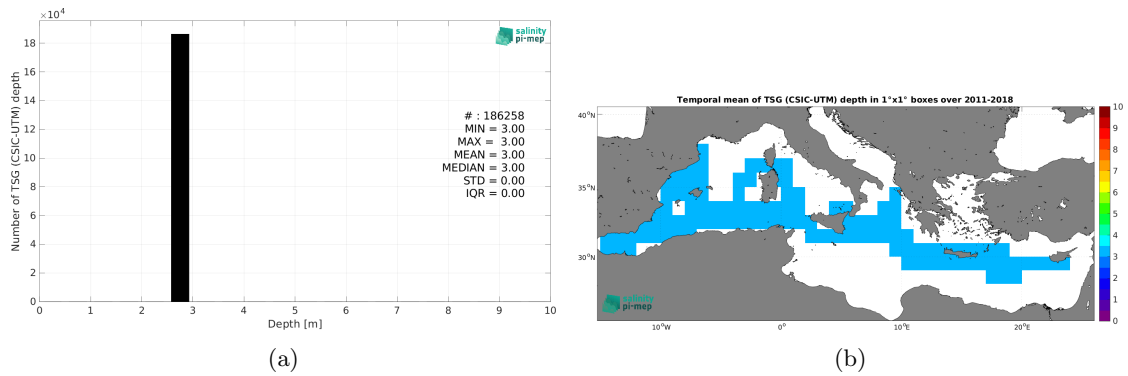 ×10⁴
18
16
14
12
10
8
6
4
2
0
Number of TSG (CSIC-UTM) depth
salinity
pi-mep
# : 186258
MIN = 3.00
MAX = 3.00
MEAN = 3.00
MEDIAN = 3.00
STD = 0.00
IQR = 0.00
0 1 2 3 4 5 6 7 8 9 10
Depth [m]
(a)
Temporal mean of TSG (CSIC-UTM) depth in 1°x1° boxes over 2011-2018
40°N
35°N
30°N
salinity
pi-mep
10°W 0° 10°E 20°E
10
9
8
7
6
5
4
3
2
1
0
(b)